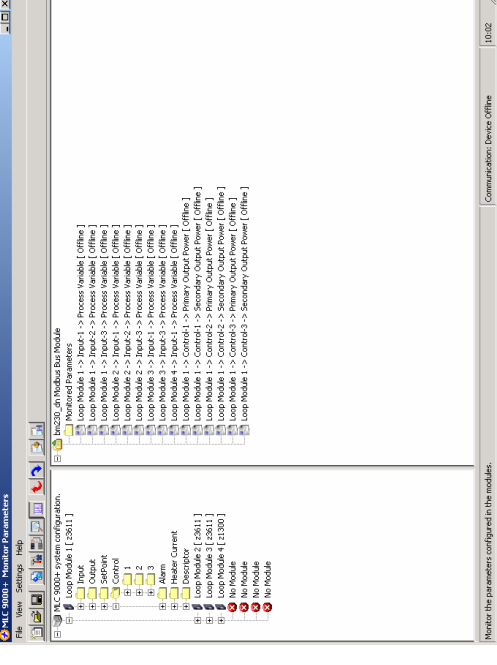 MLC 9000+ Monitor Parameters
File View Settings Help
MLC 9000+ system configuration.
Loop Module 1 [ z3611 ]
Input
Output
SetPoint
Control
1
2
3
Alarm
Heater Current
Descriptor
Loop Module 2 [ z3611 ]
Loop Module 3 [ z3611 ]
Loop Module 4 [ z1300 ]
No Module
No Module
No Module
No Module
bm230_dn Modbus Bus Module
Monitored Parameters
Loop Module 1 -> Input-1 -> Process Variable [ Offline ]
Loop Module 1 -> Input-2 -> Process Variable [ Offline ]
Loop Module 1 -> Input-3 -> Process Variable [ Offline ]
Loop Module 2 -> Input-1 -> Process Variable [ Offline ]
Loop Module 2 -> Input-2 -> Process Variable [ Offline ]
Loop Module 2 -> Input-3 -> Process Variable [ Offline ]
Loop Module 3 -> Input-1 -> Process Variable [ Offline ]
Loop Module 3 -> Input-2 -> Process Variable [ Offline ]
Loop Module 3 -> Input-3 -> Process Variable [ Offline ]
Loop Module 4 -> Input-1 -> Process Variable [ Offline ]
Loop Module 1 -> Control-1 -> Primary Output Power [ Offline ]
Loop Module 1 -> Control-1 -> Secondary Output Power [ Offline ]
Loop Module 1 -> Control-2 -> Primary Output Power [ Offline ]
Loop Module 1 -> Control-2 -> Secondary Output Power [ Offline ]
Loop Module 1 -> Control-3 -> Primary Output Power [ Offline ]
Loop Module 1 -> Control-3 -> Secondary Output Power [ Offline ]
Monitor the parameters configured in the modules.
Communication: Device Offline
10:02